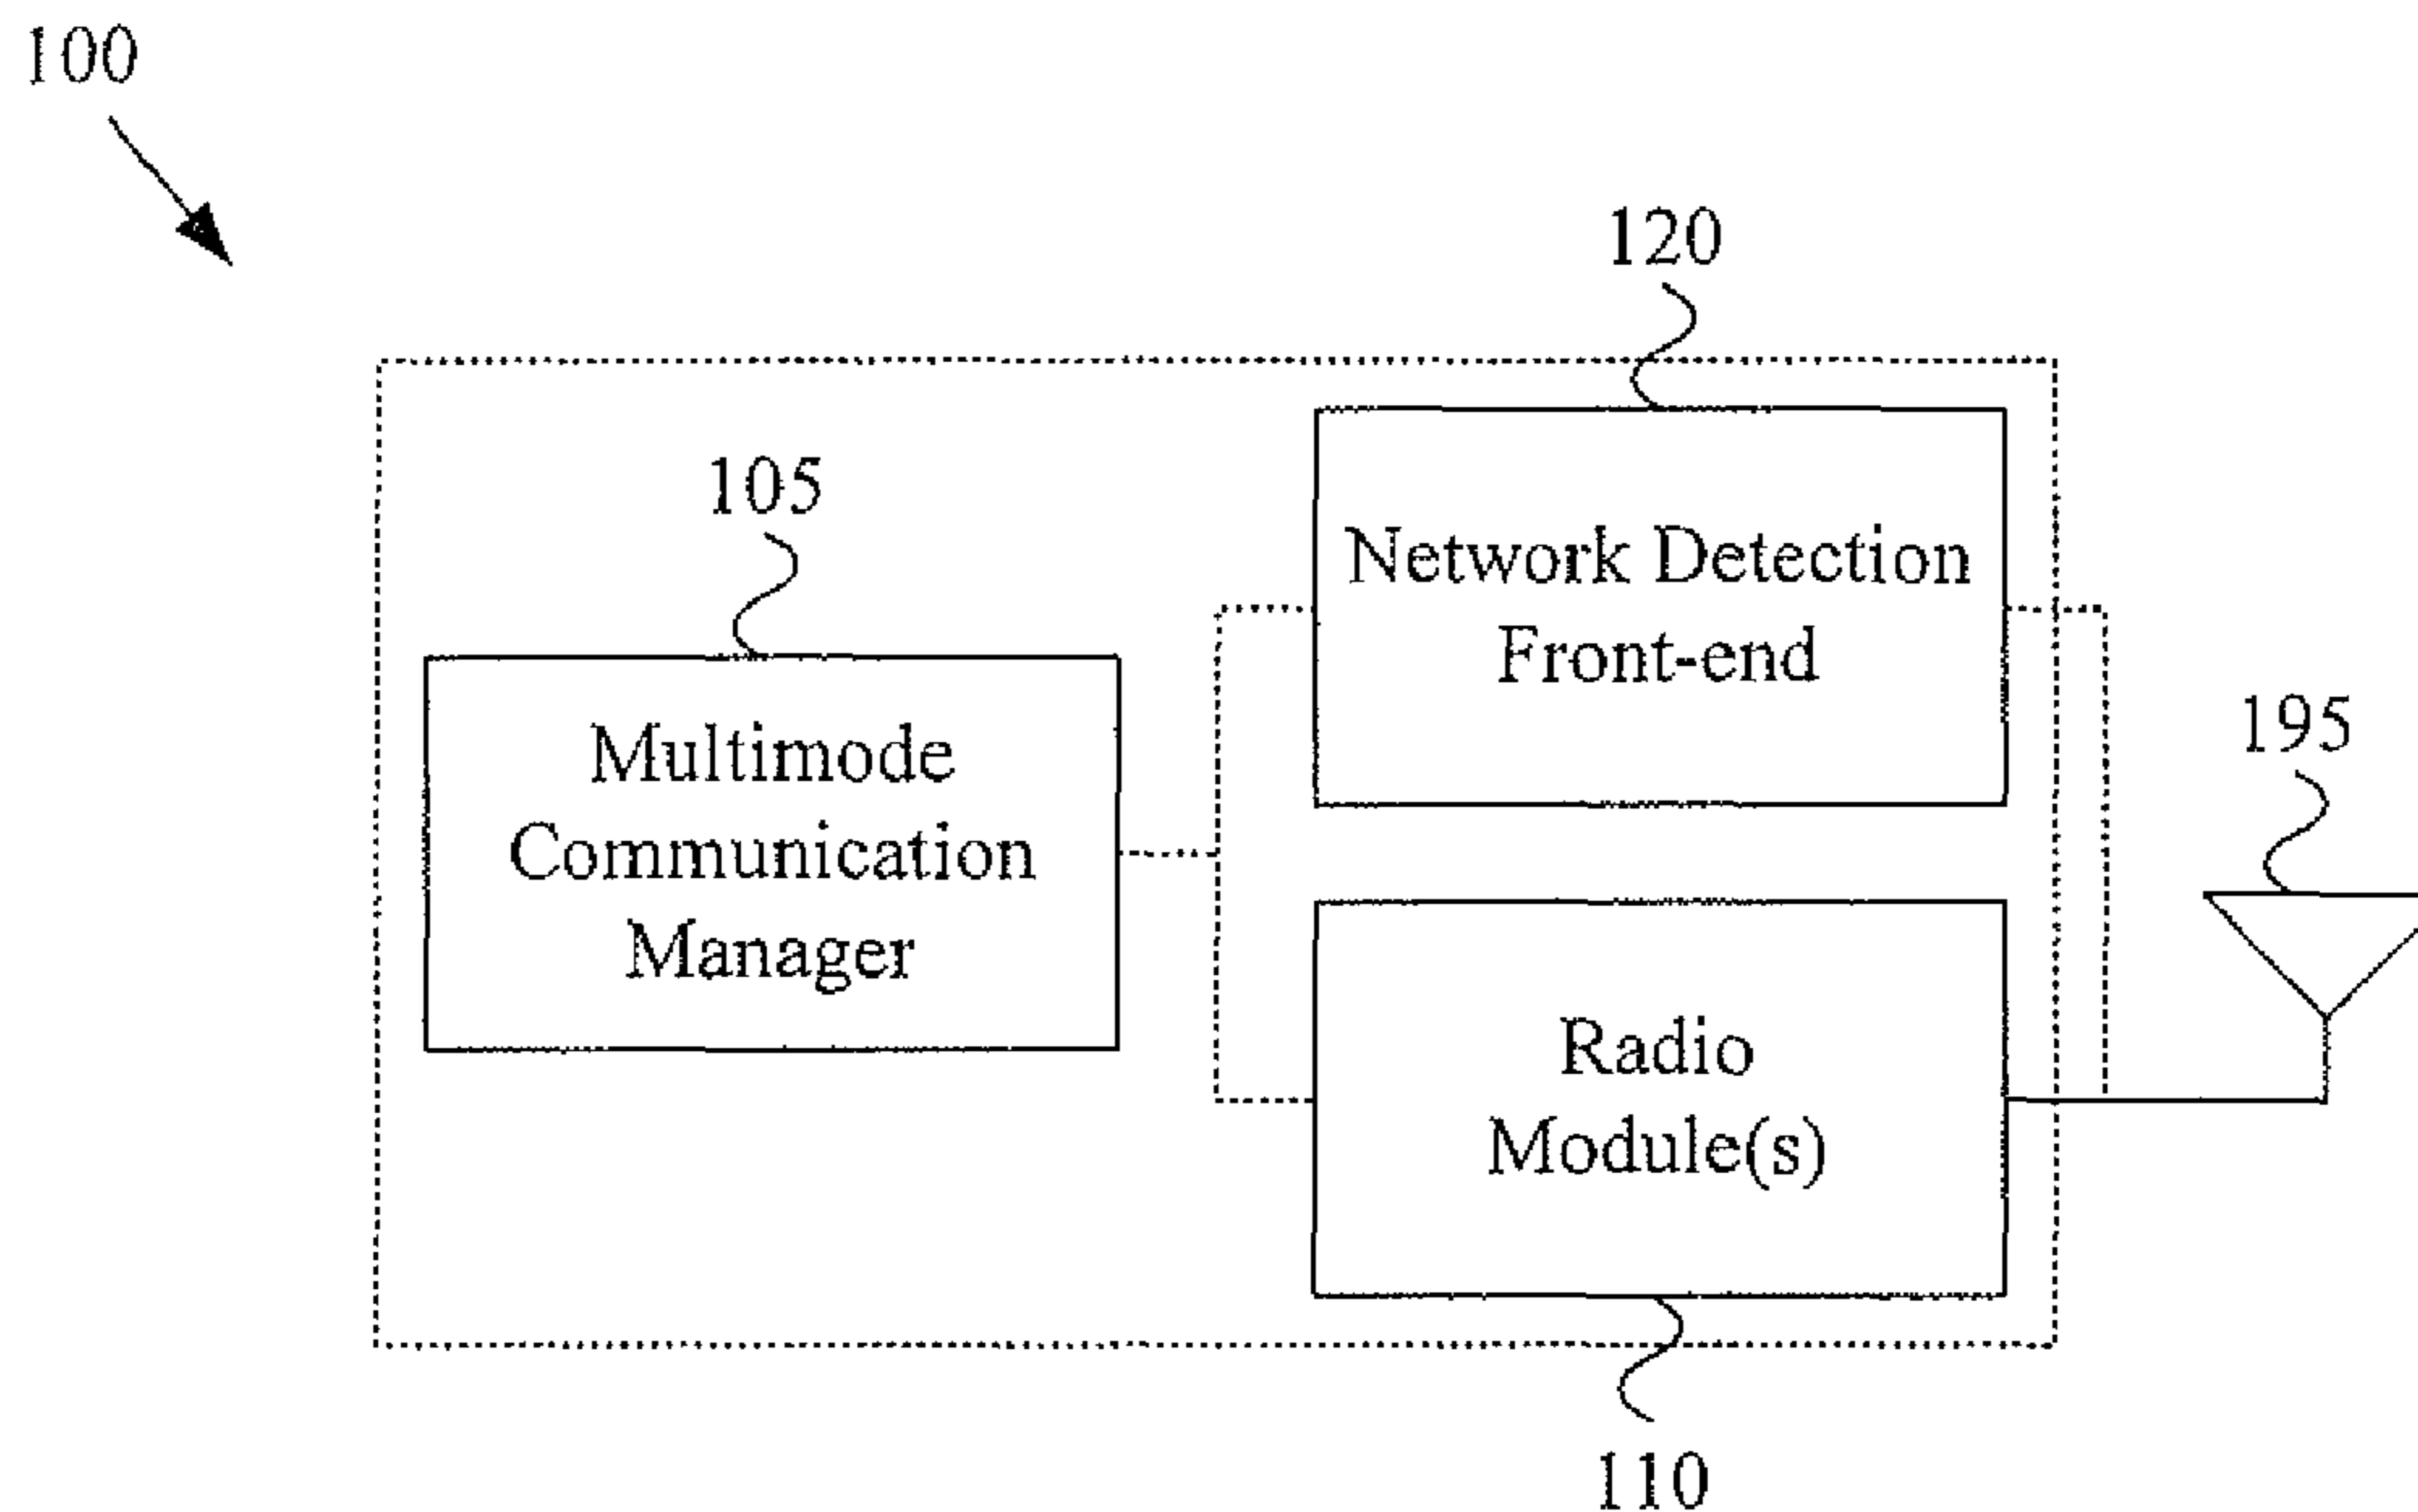 100
120
105
Network Detection
Front-end
195
Multimode
Communication
Manager
Radio
Module(s)
110